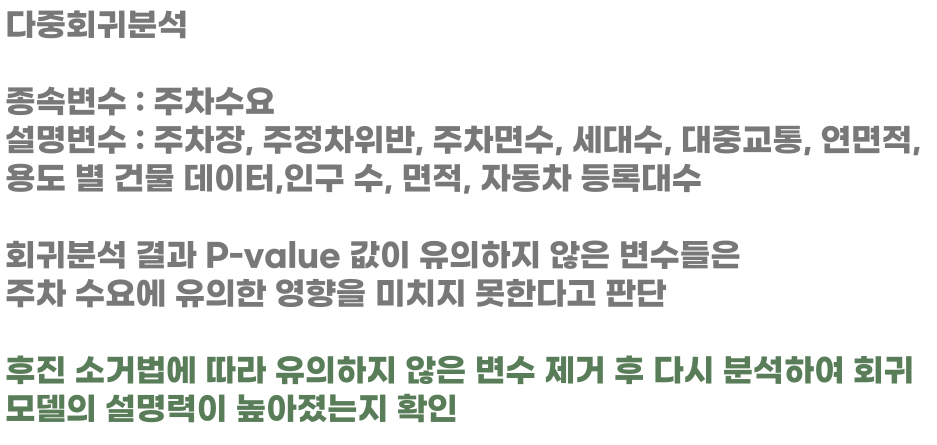 다중회귀분석
종속변수 : 주차수요
설명변수 : 주차장, 주정차위반, 주차면수, 세대수, 대중교통, 연면적,
용도 별 건물 데이터,인구 수, 면적, 자동차 등록대수
회귀분석 결과 P-value 값이 유의하지 않은 변수들은
주차 수요에 유의한 영향을 미치지 못한다고 판단
후진 소거법에 따라 유의하지 않은 변수 제거 후 다시 분석하여 회귀
모델의 설명력이 높아졌는지 확인